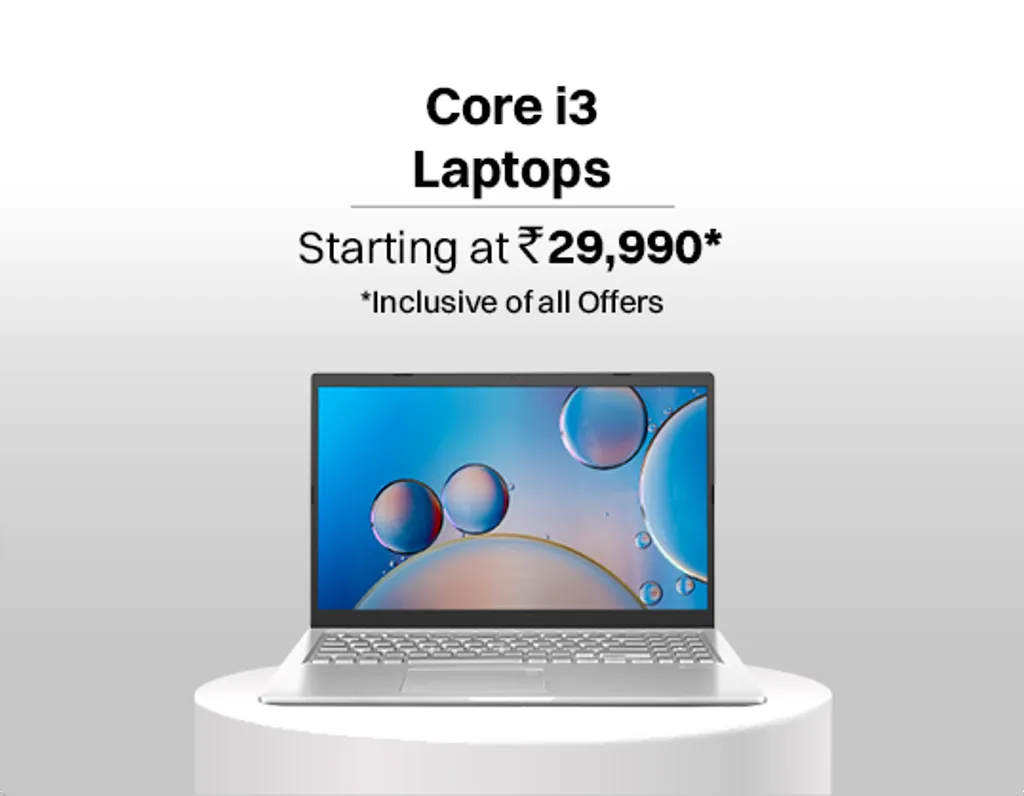 Core i3
Laptops
Starting at ₹29,990*
*Inclusive of all Offers